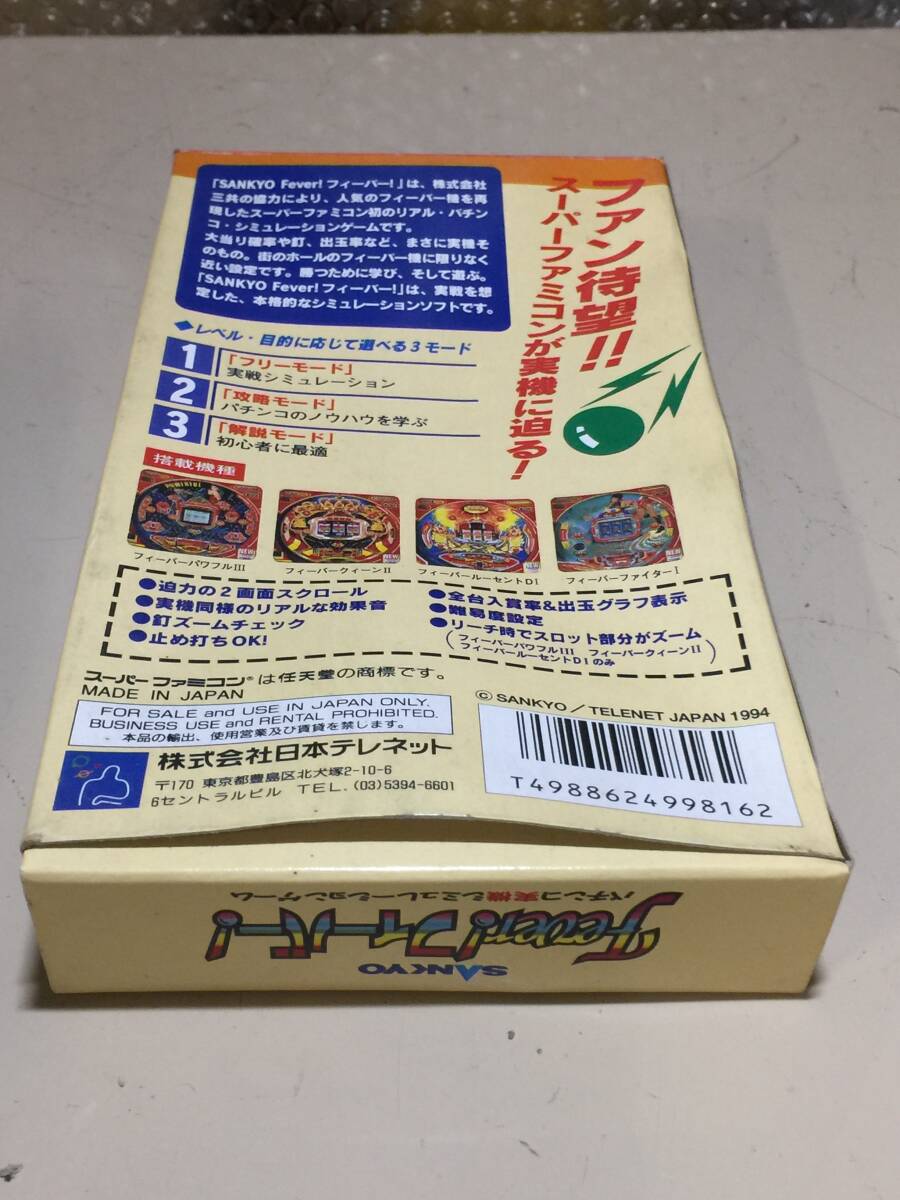 ファン待望!!
スーパーファミコンが実機に迫る!
「SANKYO Fever! フィーバー!」は、株式会社
三共の協力により、人気のフィーバー機を再
現したスーパーファミコン初のリアル・パチン
コ・シミュレーションゲームです。
大当り確率や釘、出玉率など、まさに実機そ
のもの。街のホールのフィーバー機に限りなく
近い設定です。勝つために学び、そして遊ぶ。
「SANKYO Fever! フィーバー!」は、実戦を想
定した、本格的なシミュレーションソフトです。
◆レベル・目的に応じて選べる3モード
1 「フリーモード」
実戦シミュレーション
2 「攻略モード」
パチンコのノウハウを学ぶ
3 「解説モード」
初心者に最適
搭載機種
フィーバーパワフルIII
フィーバークィーンII
フィーバールーセントD1
フィーバーファイターI
●迫力の2画面スクロール
●実機同様のリアルな効果音
●釘ズームチェック
●止め打ちOK!
●全台入賞率&出玉グラフ表示
●難易度設定
●リーチ時でスロット部分がズーム
(フィーバーパワフルIII フィーバークィーンII
フィーバールーセントD1のみ)
スーパーファミコン®は任天堂の商標です。
MADE IN JAPAN
FOR SALE and USE IN JAPAN ONLY.
BUSINESS USE and RENTAL PROHIBITED.
本品の輸出、使用営業及び賃貸を禁じます。
株式会社日本テレネット
〒170 東京都豊島区北大塚2-10-6
6セントラルビル TEL. (03)5394-6601
© SANKYO/TELENET JAPAN 1994
T4988624998162
SANKYO
Fever! フィーバー!
パチンコ実機シミュレーションゲーム